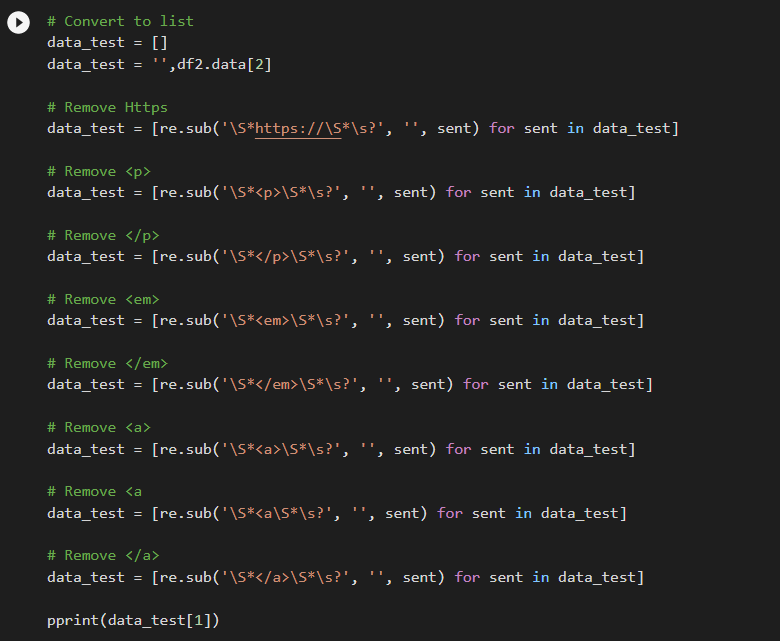 # Convert to list
data_test = []
data_test = '',df2.data[2]
# Remove Https
data_test = [re.sub('\S*https://\S*\s?', '', sent) for sent in data_test]
# Remove <p>
data_test = [re.sub('\S*<p>\S*\s?', '', sent) for sent in data_test]
# Remove </p>
data_test = [re.sub('\S*</p>\S*\s?', '', sent) for sent in data_test]
# Remove <em>
data_test = [re.sub('\S*<em>\S*\s?', '', sent) for sent in data_test]
# Remove </em>
data_test = [re.sub('\S*</em>\S*\s?', '', sent) for sent in data_test]
# Remove <a>
data_test = [re.sub('\S*<a>\S*\s?', '', sent) for sent in data_test]
# Remove <a
data_test = [re.sub('\S*<a\S*\s?', '', sent) for sent in data_test]
# Remove </a>
data_test = [re.sub('\S*</a>\S*\s?', '', sent) for sent in data_test]
pprint(data_test[1])